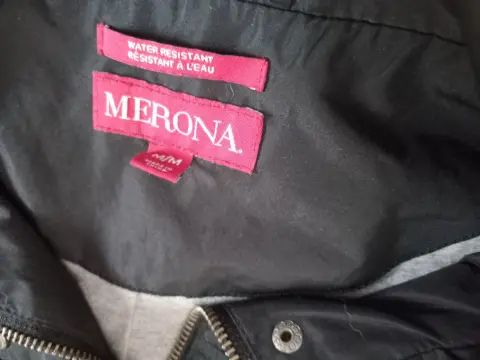 WATER RESISTANT
RÉSISTANT À L'EAU
MERONA
M/M